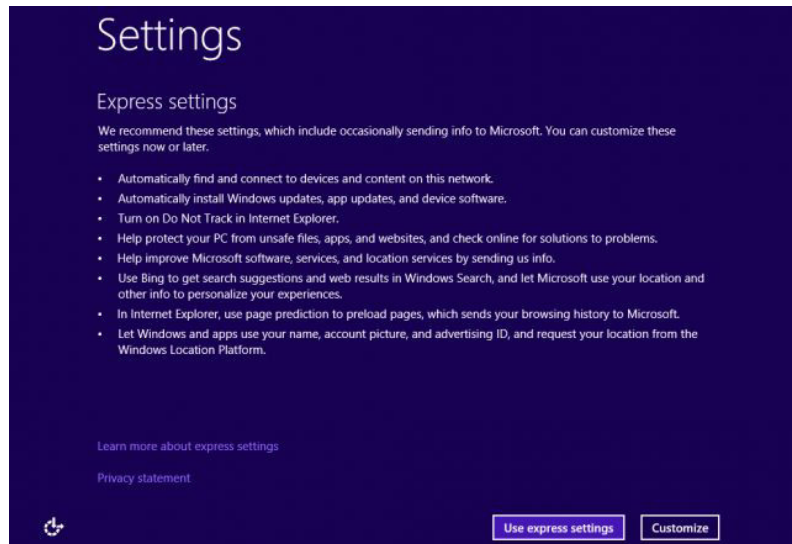 Settings
Express settings
We recommend these settings, which include occasionally sending info to Microsoft. You can customize these
settings now or later.
• Automatically find and connect to devices and content on this network.
• Automatically install Windows updates, app updates, and device software.
• Turn on Do Not Track in Internet Explorer.
• Help protect your PC from unsafe files, apps, and websites, and check online for solutions to problems.
• Help improve Microsoft software, services, and location services by sending us info.
• Use Bing to get search suggestions and web results in Windows Search, and let Microsoft use your location and
other info to personalize your experiences.
• In Internet Explorer, use page prediction to preload pages, which sends your browsing history to Microsoft.
• Let Windows and apps use your name, account picture, and advertising ID, and request your location from the
Windows Location Platform.
Learn more about express settings
Privacy statement
Use express settings
Customize